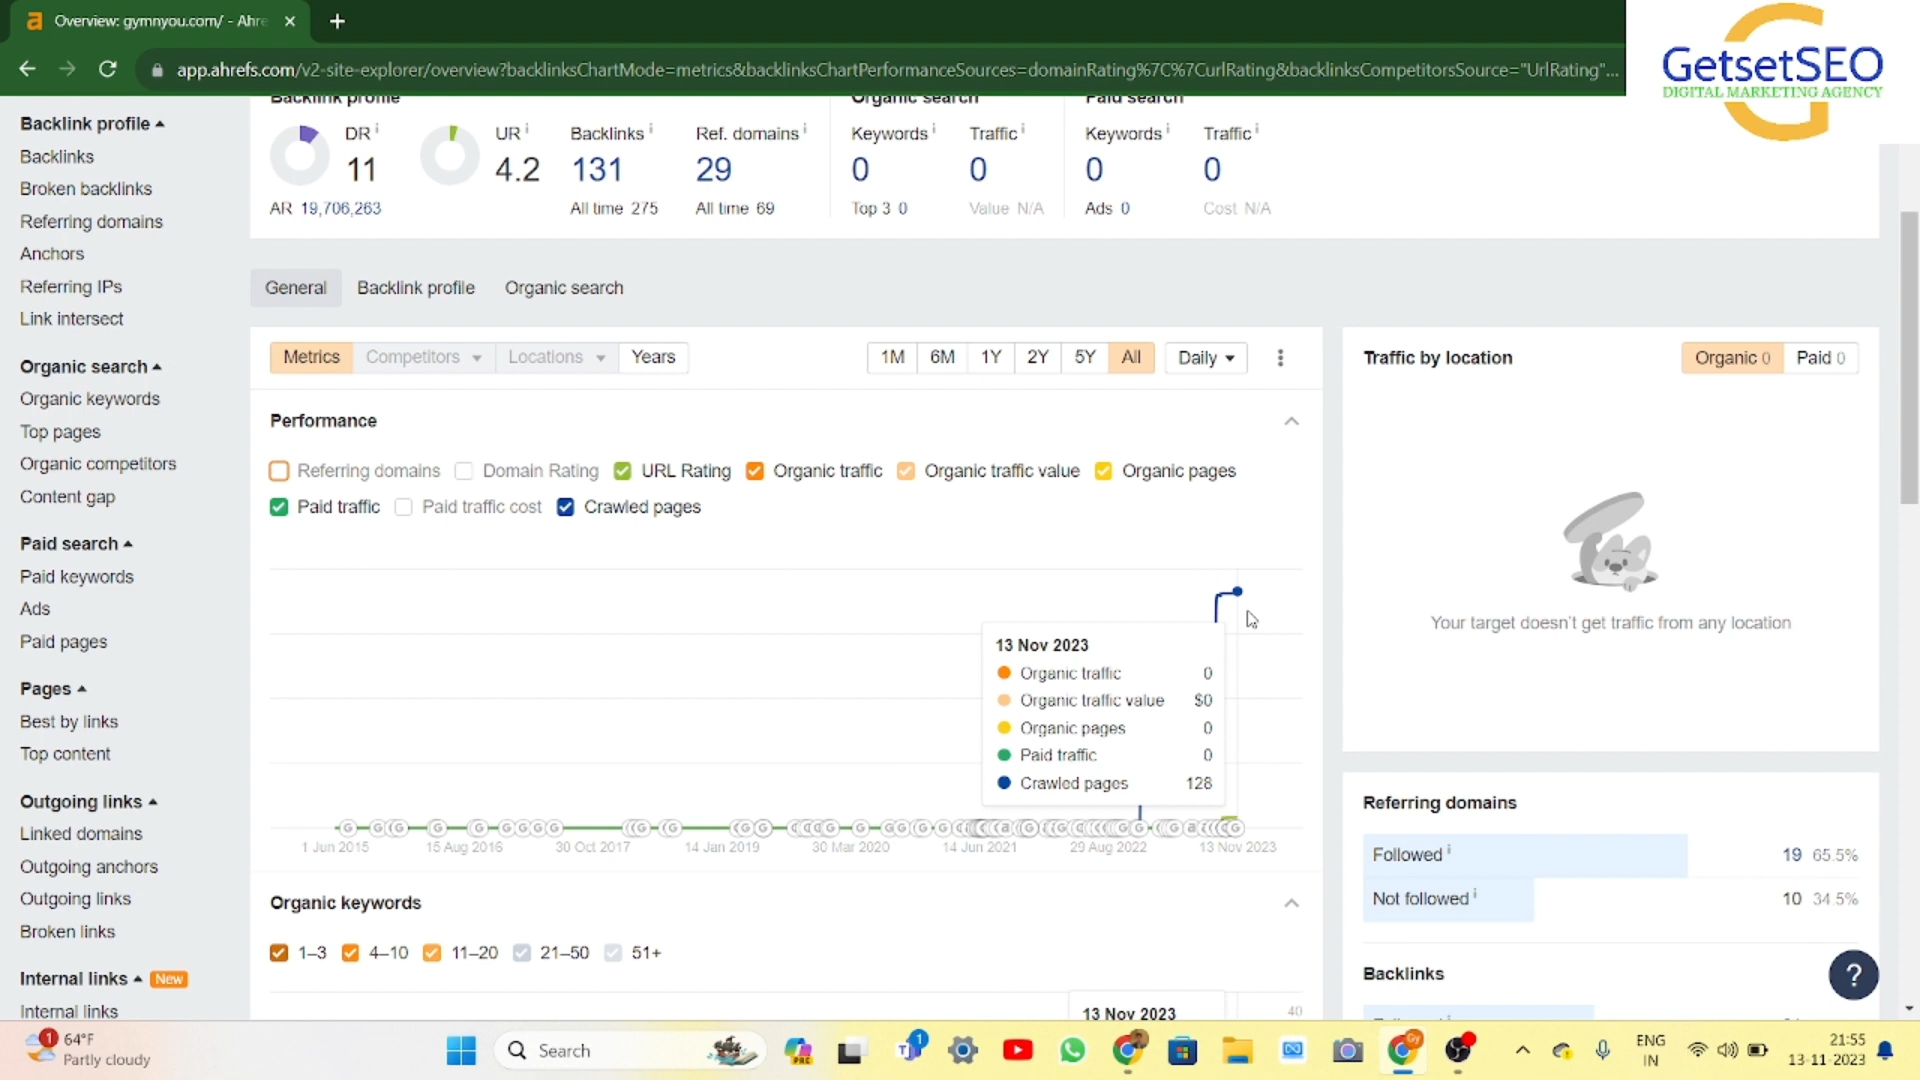 Overview: gymnyou.com/ - Ahre
app.ahrefs.com/v2-site-explorer/overview?backlinksChartMode=metrics&backlinksChartPerformanceSources=domainRating%7C%7CurlRating&backlinksCompetitorsSource="UrlRating"...
GetsetSEO
DIGITAL MARKETING AGENCY
Backlink profile
Backlinks
Broken backlinks
Referring domains
Anchors
Referring IPs
Link intersect
Organic search
Organic keywords
Top pages
Organic competitors
Content gap
Paid search
Paid keywords
Ads
Paid pages
Pages
Best by links
Top content
Outgoing links
Linked domains
Outgoing anchors
Outgoing links
Broken links
Internal links New
Internal links
Backlink profile Organic search Paid search
DR i UR i Backlinks i Ref. domains i Keywords i Traffic i Keywords i Traffic i
11 4.2 131 29 0 0 0 0
AR 19,706,263 All time 275 All time 69 Top 3 0 Value N/A Ads 0 Cost N/A
General Backlink profile Organic search
Metrics Competitors Locations Years 1M 6M 1Y 2Y 5Y All Daily
Performance
Referring domains Domain Rating URL Rating Organic traffic Organic traffic value Organic pages
Paid traffic Paid traffic cost Crawled pages
13 Nov 2023
Organic traffic 0
Organic traffic value $0
Organic pages 0
Paid traffic 0
Crawled pages 128
1 Jun 2015 15 Aug 2016 30 Oct 2017 14 Jan 2019 30 Mar 2020 14 Jun 2021 29 Aug 2022 13 Nov 2023
Organic keywords
1–3 4–10 11–20 21–50 51+
13 Nov 2023 40
Traffic by location Organic 0 Paid 0
Your target doesn't get traffic from any location
Referring domains
Followed i 19 65.5%
Not followed i 10 34.5%
Backlinks
?
1
64°F
Partly cloudy
Search
PRE
1
Gy
ENG
IN
21:55
13-11-2023